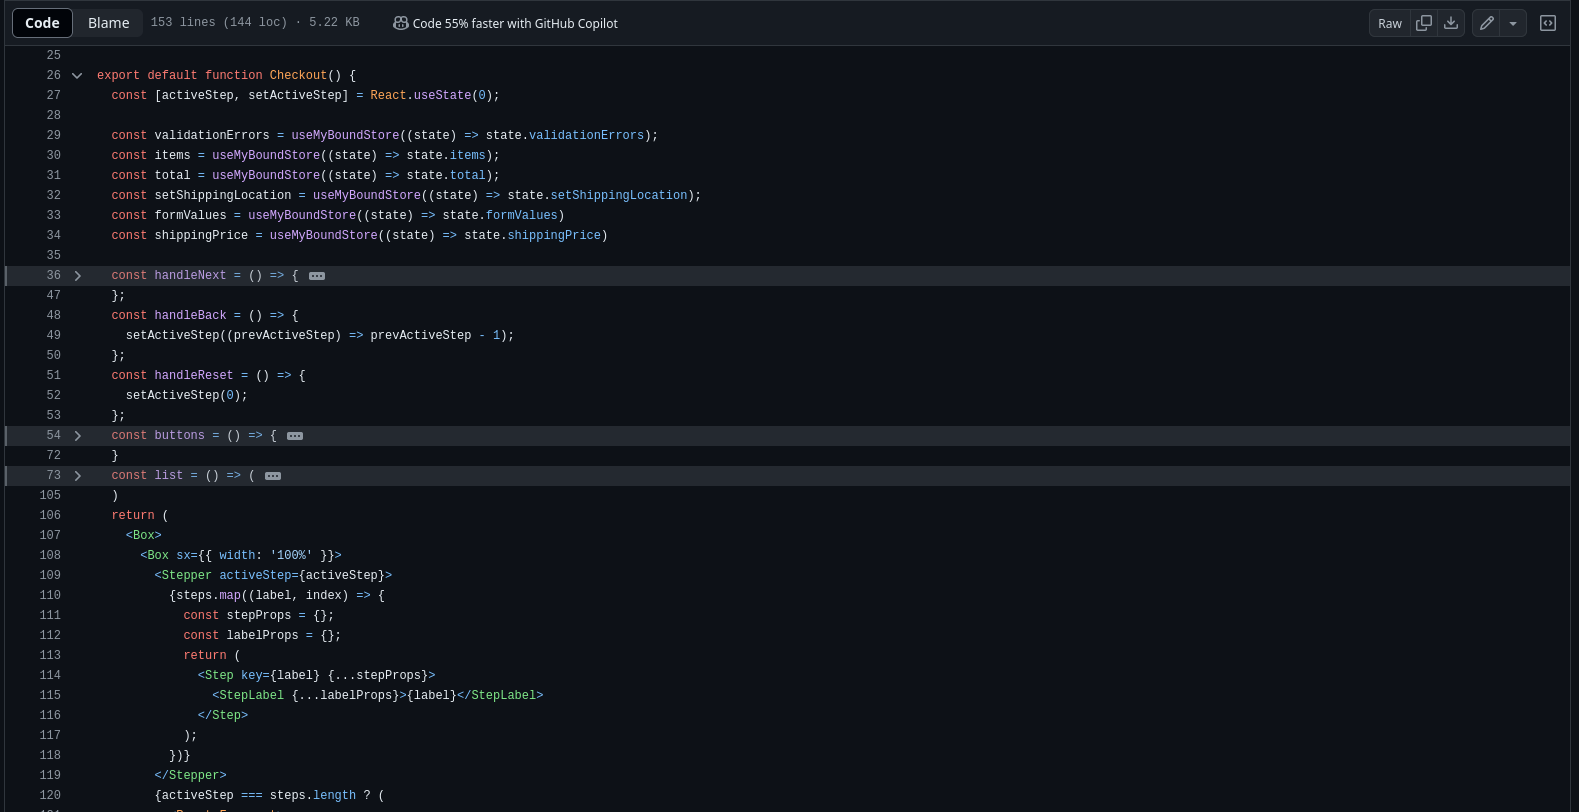 Code Blame 153 lines (144 loc) · 5.22 KB Code 55% faster with GitHub Copilot Raw
25
26 export default function Checkout() {
27 const [activeStep, setActiveStep] = React.useState(0);
28
29 const validationErrors = useMyBoundStore((state) => state.validationErrors);
30 const items = useMyBoundStore((state) => state.items);
31 const total = useMyBoundStore((state) => state.total);
32 const setShippingLocation = useMyBoundStore((state) => state.setShippingLocation);
33 const formValues = useMyBoundStore((state) => state.formValues)
34 const shippingPrice = useMyBoundStore((state) => state.shippingPrice)
35
36 const handleNext = () => { ···
47 };
48 const handleBack = () => {
49 setActiveStep((prevActiveStep) => prevActiveStep - 1);
50 };
51 const handleReset = () => {
52 setActiveStep(0);
53 };
54 const buttons = () => { ···
72 }
73 const list = () => ( ···
105 )
106 return (
107 <Box>
108 <Box sx={{ width: '100%' }}>
109 <Stepper activeStep={activeStep}>
110 {steps.map((label, index) => {
111 const stepProps = {};
112 const labelProps = {};
113 return (
114 <Step key={label} {...stepProps}>
115 <StepLabel {...labelProps}>{label}</StepLabel>
116 </Step>
117 );
118 })}
119 </Stepper>
120 {activeStep === steps.length ? (